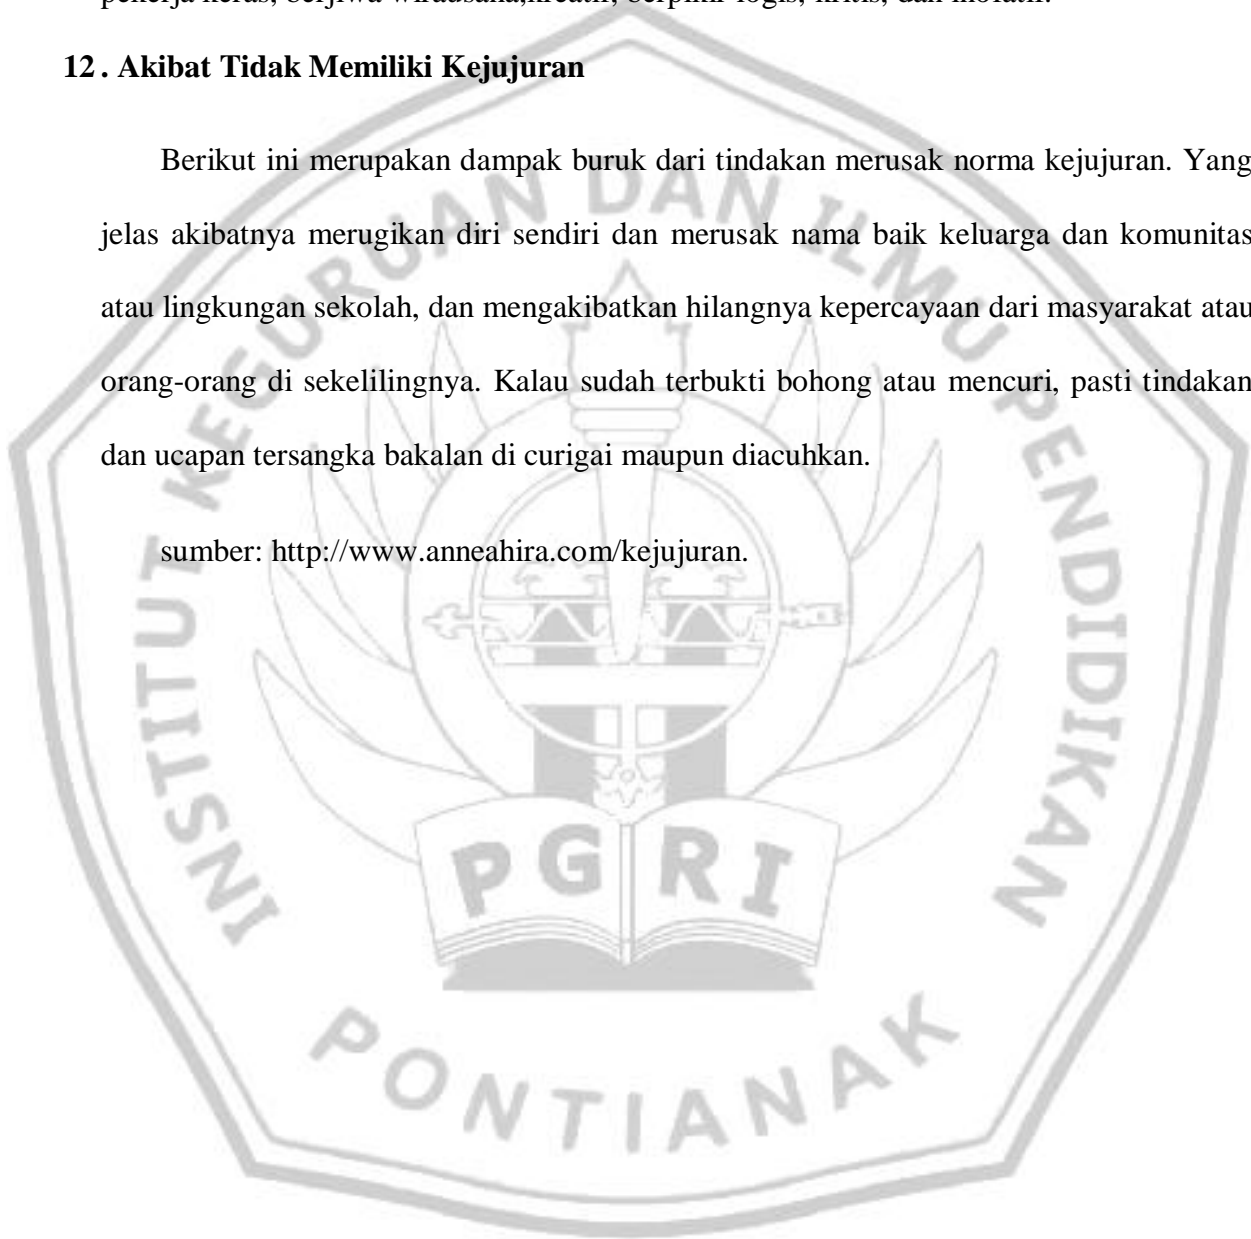 pekerja keras, berjiwa wirausaha,kreatif, berpikir logis, kritis, dan inofatif.
12. Akibat Tidak Memiliki Kejujuran
Berikut ini merupakan dampak buruk dari tindakan merusak norma kejujuran. Yang
jelas akibatnya merugikan diri sendiri dan merusak nama baik keluarga dan komunitas
atau lingkungan sekolah, dan mengakibatkan hilangnya kepercayaan dari masyarakat atau
orang-orang di sekelilingnya. Kalau sudah terbukti bohong atau mencuri, pasti tindakan
dan ucapan tersangka bakalan di curigai maupun diacuhkan.
sumber: http://www.anneahira.com/kejujuran.
INSTITUT KEGURUAN DAN ILMU PENDIDIKAN
PGRI
PONTIANAK